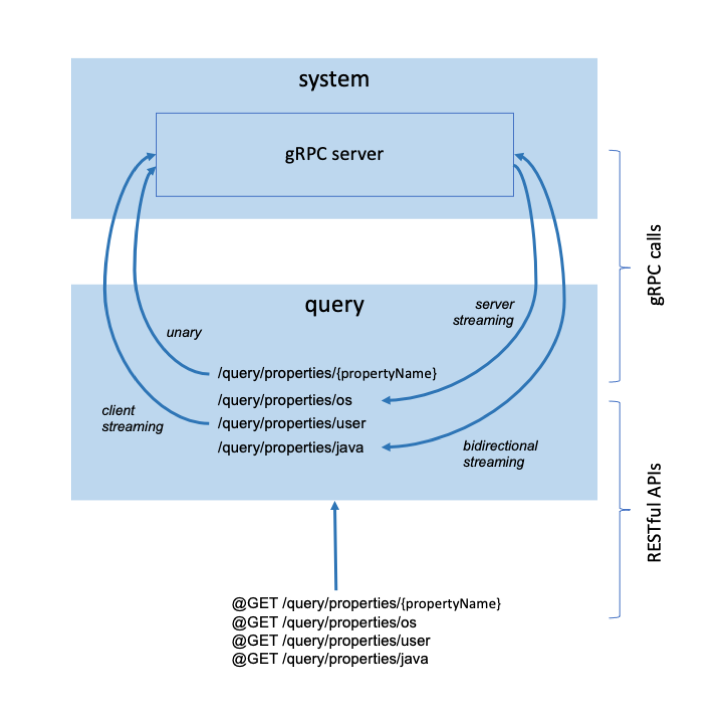 system
gRPC server
gRPC calls
query
server
streaming
unary
/query/properties/{propertyName}
/query/properties/os
client
streaming
/query/properties/user
/query/properties/java
bidirectional
streaming
RESTful APIs
@GET /query/properties/{propertyName}
@GET /query/properties/os
@GET /query/properties/user
@GET /query/properties/java